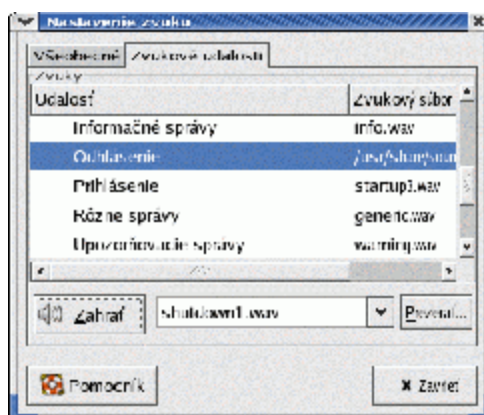 Nastavenie zvuku
Všeobecné Zvukové udalosti
Zvuky
Udalosť Zvukový súbor
Informačné správy info.wav
Odhlásenie
Prihlásenie startup3.wav
Rôzne správy generic.wav
Upozorňovacie správy warning.wav
Zahrať shutdown1.wav Prezerať...
Pomocník Zavrieť